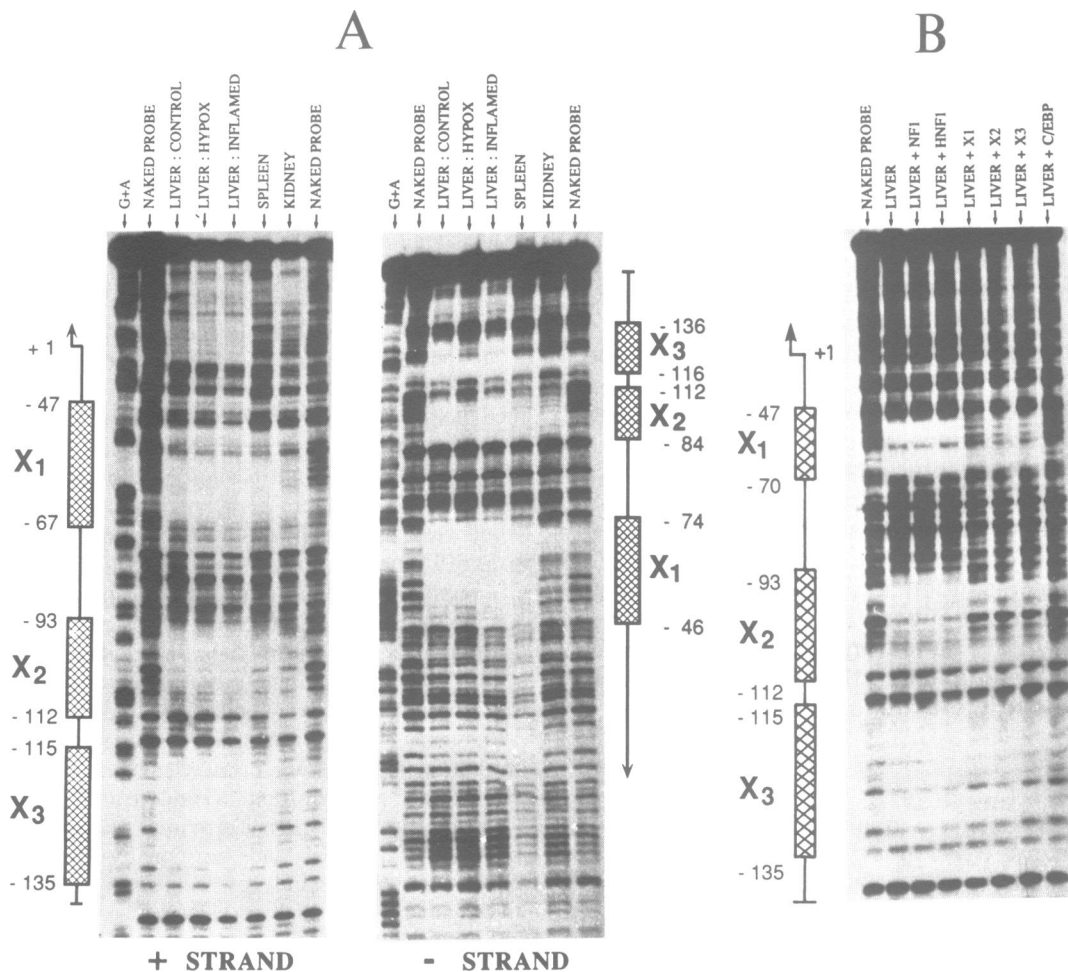 A
B
G+A
NAKED PROBE
LIVER : CONTROL
LIVER : HYPOX
LIVER : INFLAMED
SPLEEN
KIDNEY
NAKED PROBE
G+A
NAKED PROBE
LIVER : CONTROL
LIVER : HYPOX
LIVER : INFLAMED
SPLEEN
KIDNEY
NAKED PROBE
NAKED PROBE
LIVER
LIVER + NF1
LIVER + HNF1
LIVER + X1
LIVER + X2
LIVER + X3
LIVER + C/EBP
+ 1
- 47
X1
- 67
- 93
X2
- 112
- 115
X3
- 135
- 136
X3
- 116
- 112
X2
- 84
- 74
X1
- 46
+1
- 47
X1
- 70
- 93
X2
- 112
- 115
X3
- 135
+ STRAND
- STRAND